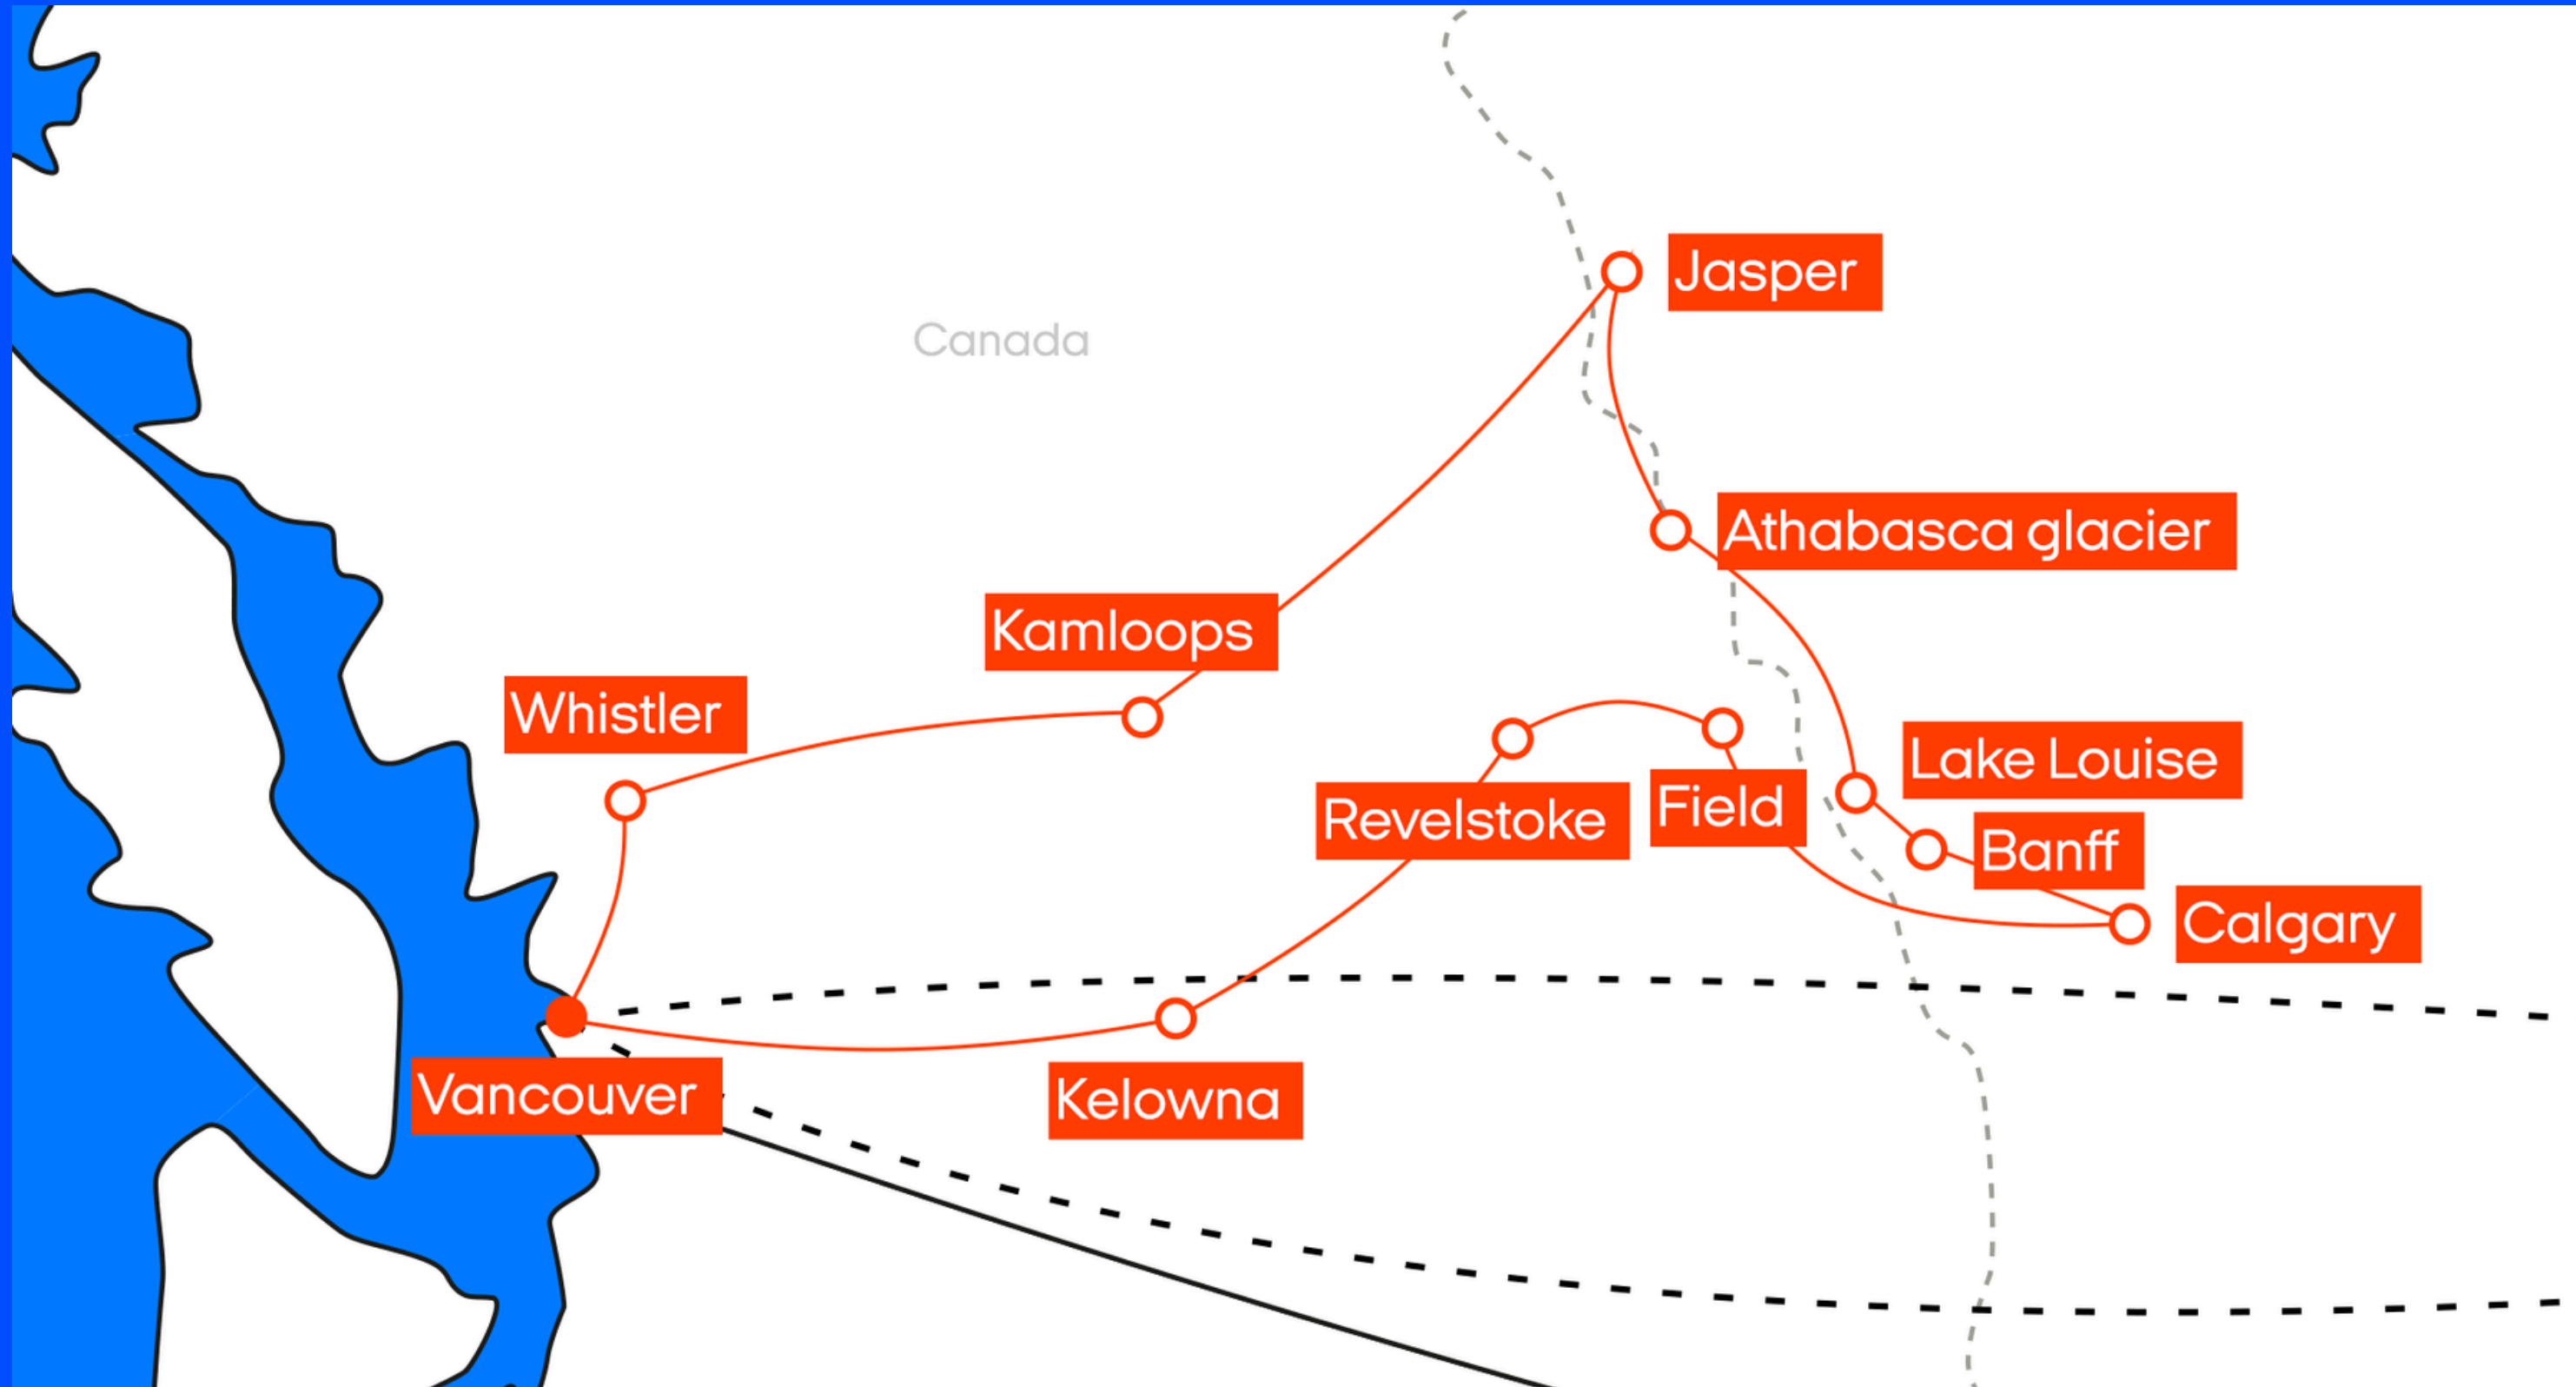 Jasper
Canada
Athabasca glacier
Kamloops
Whistler
Lake Louise
Revelstoke
Field
Banff
Calgary
Vancouver
Kelowna